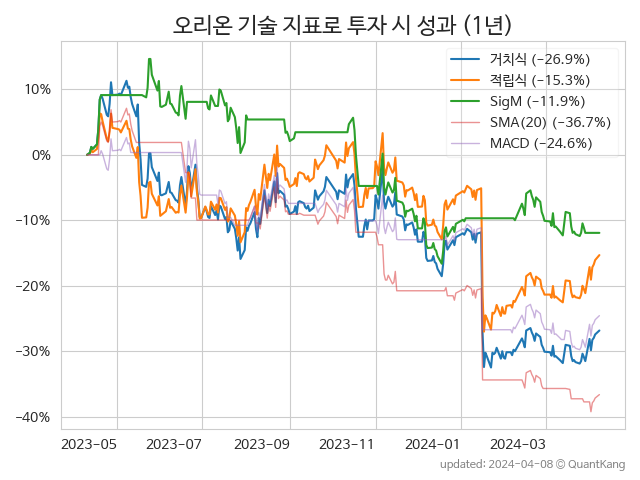 오리온 기술 지표로 투자 시 성과 (1년)
거치식 (−26.9%)
적립식 (−15.3%)
SigM (−11.9%)
SMA(20) (−36.7%)
MACD (−24.6%)
10%
0%
−10%
−20%
−30%
−40%
2023-05 2023-07 2023-09 2023-11 2024-01 2024-03
updated: 2024-04-08 @ QuantKang